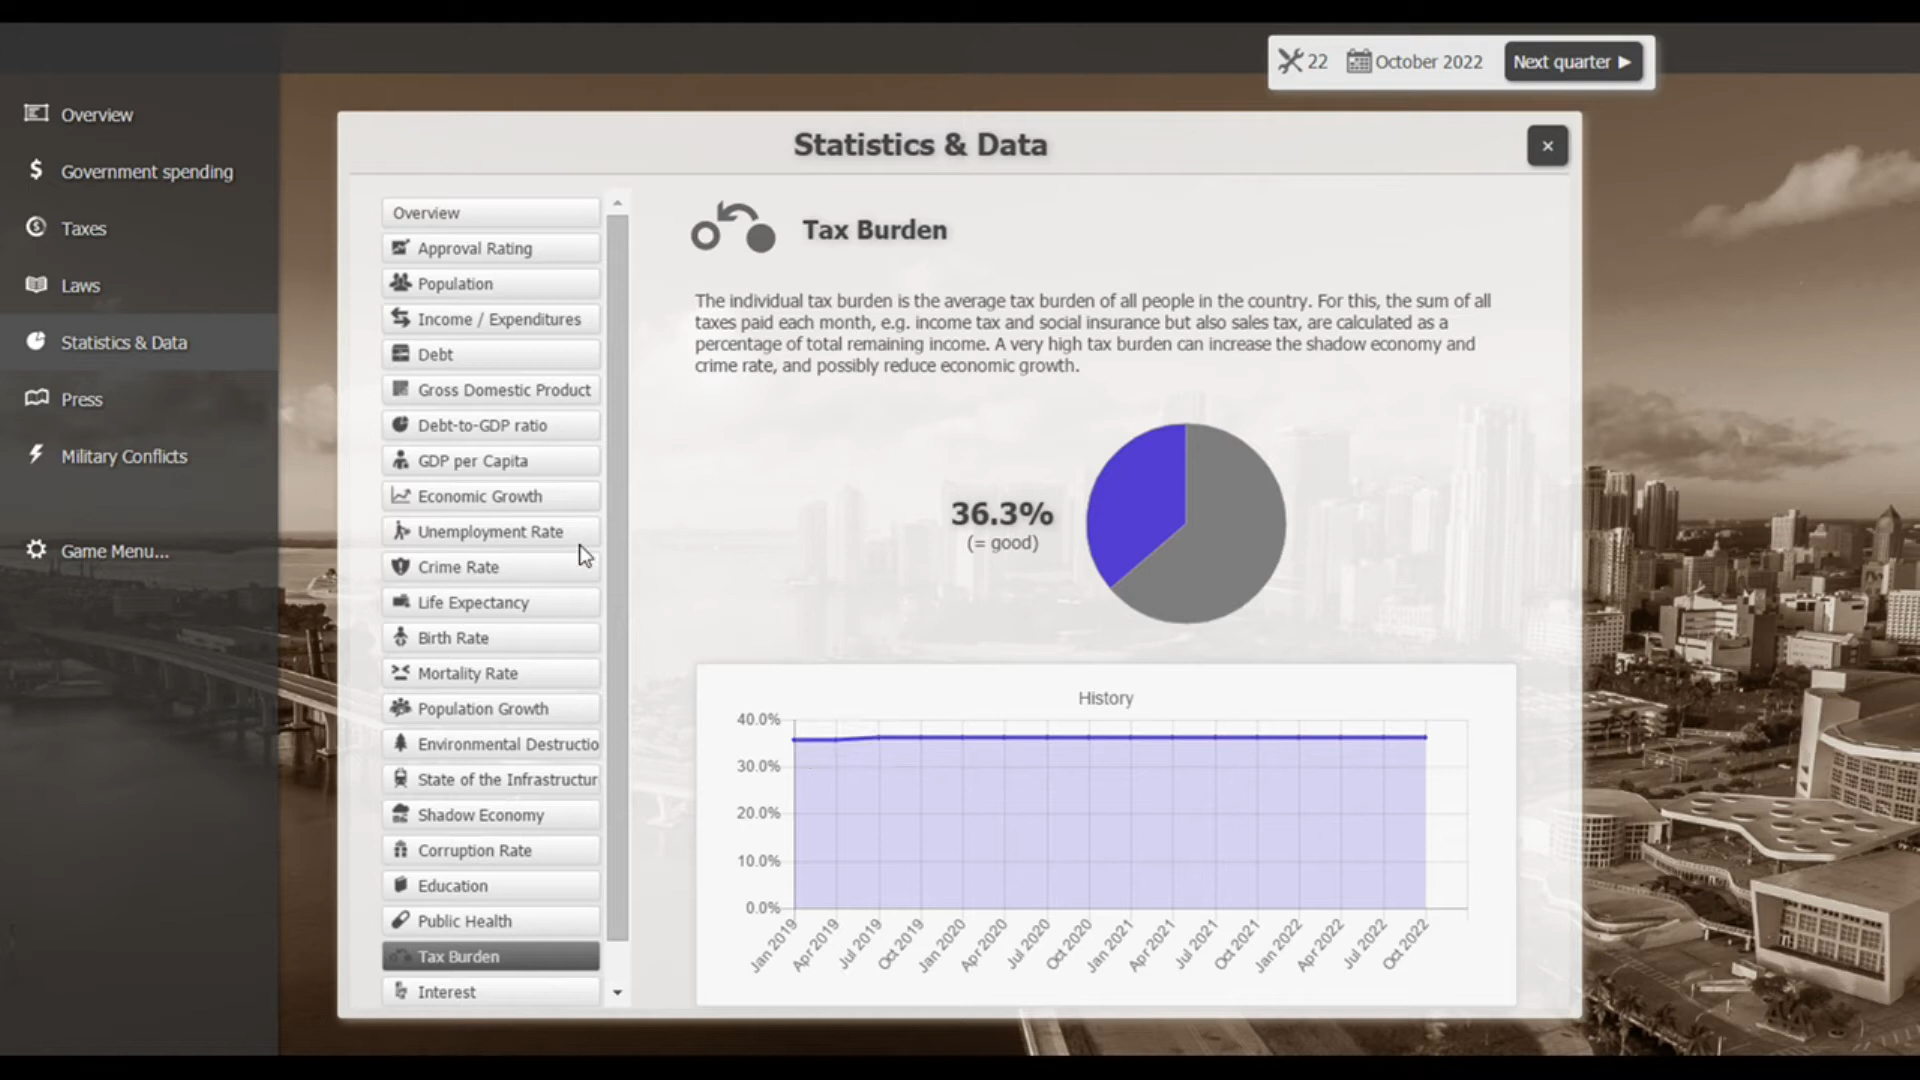 22
October 2022
Next quarter
Overview
Government spending
Taxes
Laws
Statistics & Data
Press
Military Conflicts
Game Menu...
Statistics & Data
×
Overview
Approval Rating
Population
Income / Expenditures
Debt
Gross Domestic Product
Debt-to-GDP ratio
GDP per Capita
Economic Growth
Unemployment Rate
Crime Rate
Life Expectancy
Birth Rate
Mortality Rate
Population Growth
Environmental Destructio
State of the Infrastructur
Shadow Economy
Corruption Rate
Education
Public Health
Tax Burden
Interest
Tax Burden
The individual tax burden is the average tax burden of all people in the country. For this, the sum of all
taxes paid each month, e.g. income tax and social insurance but also sales tax, are calculated as a
percentage of total remaining income. A very high tax burden can increase the shadow economy and
crime rate, and possibly reduce economic growth.
36.3%
(= good)
History
40.0%
30.0%
20.0%
10.0%
0.0%
Jan 2019
Apr 2019
Jul 2019
Oct 2019
Jan 2020
Apr 2020
Jul 2020
Oct 2020
Jan 2021
Apr 2021
Jul 2021
Oct 2021
Jan 2022
Apr 2022
Jul 2022
Oct 2022